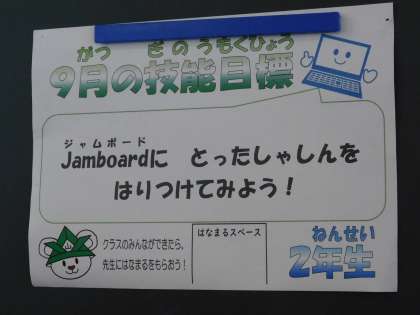 がつ ぎのうもくひょう
9月の技能目標
ジャムボード
Jamboardに とったしゃしんを
はりつけてみよう！
クラスのみんなができたら、
先生にはなまるをもらおう！
はなまるスペース
ねんせい
2年生